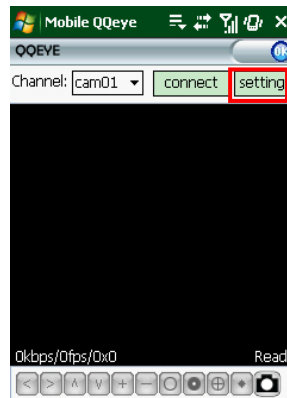 Mobile QQeye
QQEYE
Channel: cam01 connect setting
0kbps/0fps/0x0 Read